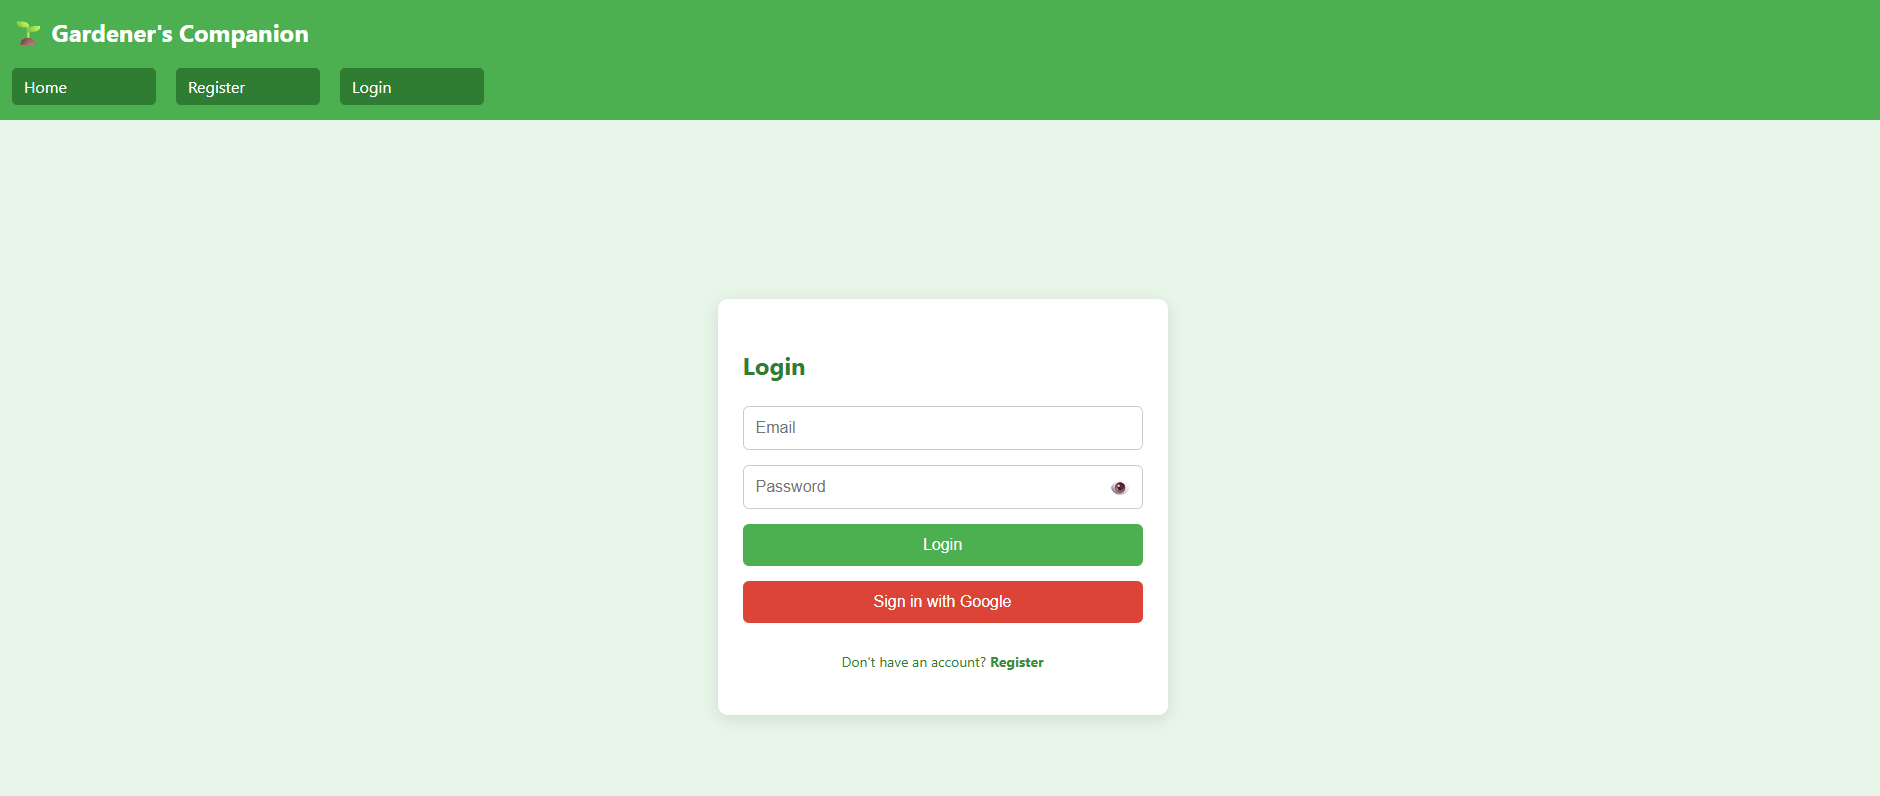 Gardener's Companion
Home
Register
Login
Login
Email
Password
Login
Sign in with Google
Don't have an account? Register